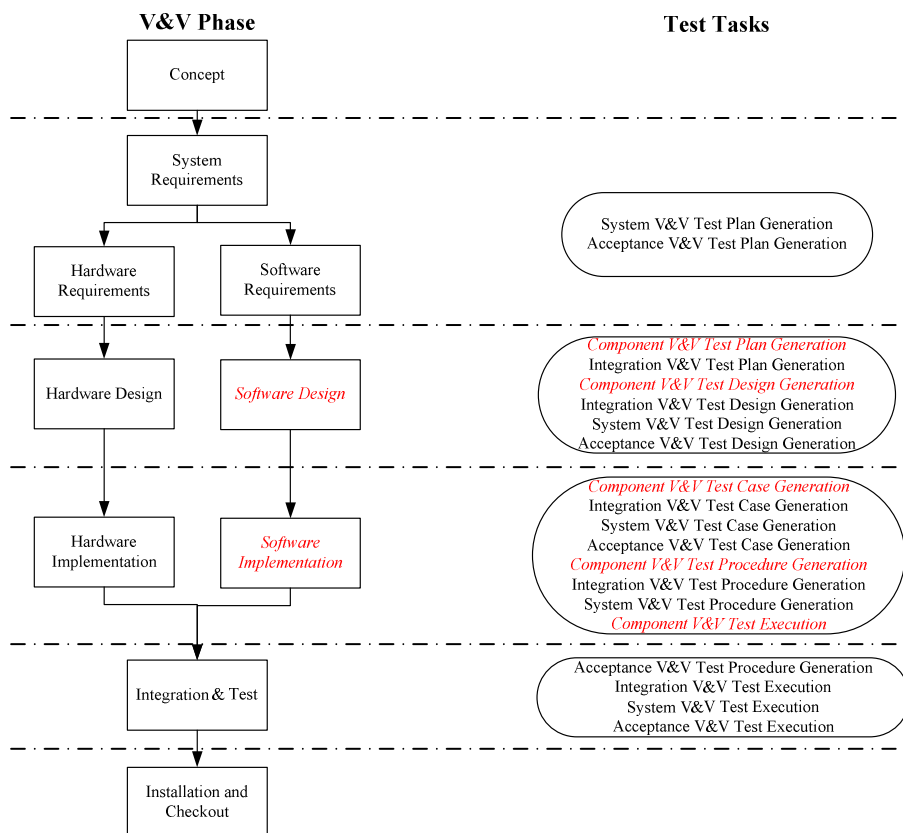 V&V Phase
Test Tasks
Concept
System
Requirements
System V&V Test Plan Generation
Acceptance V&V Test Plan Generation
Hardware
Requirements
Software
Requirements
Hardware Design
Software Design
Component V&V Test Plan Generation
Integration V&V Test Plan Generation
Component V&V Test Design Generation
Integration V&V Test Design Generation
System V&V Test Design Generation
Acceptance V&V Test Design Generation
Hardware
Implementation
Software
Implementation
Component V&V Test Case Generation
Integration V&V Test Case Generation
System V&V Test Case Generation
Acceptance V&V Test Case Generation
Component V&V Test Procedure Generation
Integration V&V Test Procedure Generation
System V&V Test Procedure Generation
Component V&V Test Execution
Integration & Test
Acceptance V&V Test Procedure Generation
Integration V&V Test Execution
System V&V Test Execution
Acceptance V&V Test Execution
Installation and
Checkout